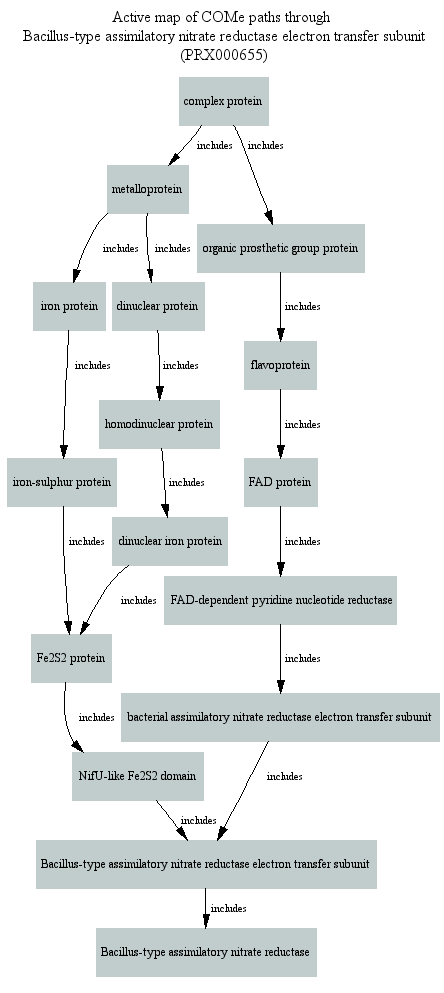 Active map of COMe paths through
Bacillus-type assimilatory nitrate reductase electron transfer subunit
(PRX000655)
complex protein
includes
includes
metalloprotein
includes
includes
organic prosthetic group protein
iron protein
dinuclear protein
includes
includes
includes
flavoprotein
homodinuclear protein
includes
iron-sulphur protein
includes
FAD protein
includes
dinuclear iron protein
includes
includes
FAD-dependent pyridine nucleotide reductase
Fe2S2 protein
includes
includes
bacterial assimilatory nitrate reductase electron transfer subunit
NifU-like Fe2S2 domain
includes
includes
Bacillus-type assimilatory nitrate reductase electron transfer subunit
includes
Bacillus-type assimilatory nitrate reductase